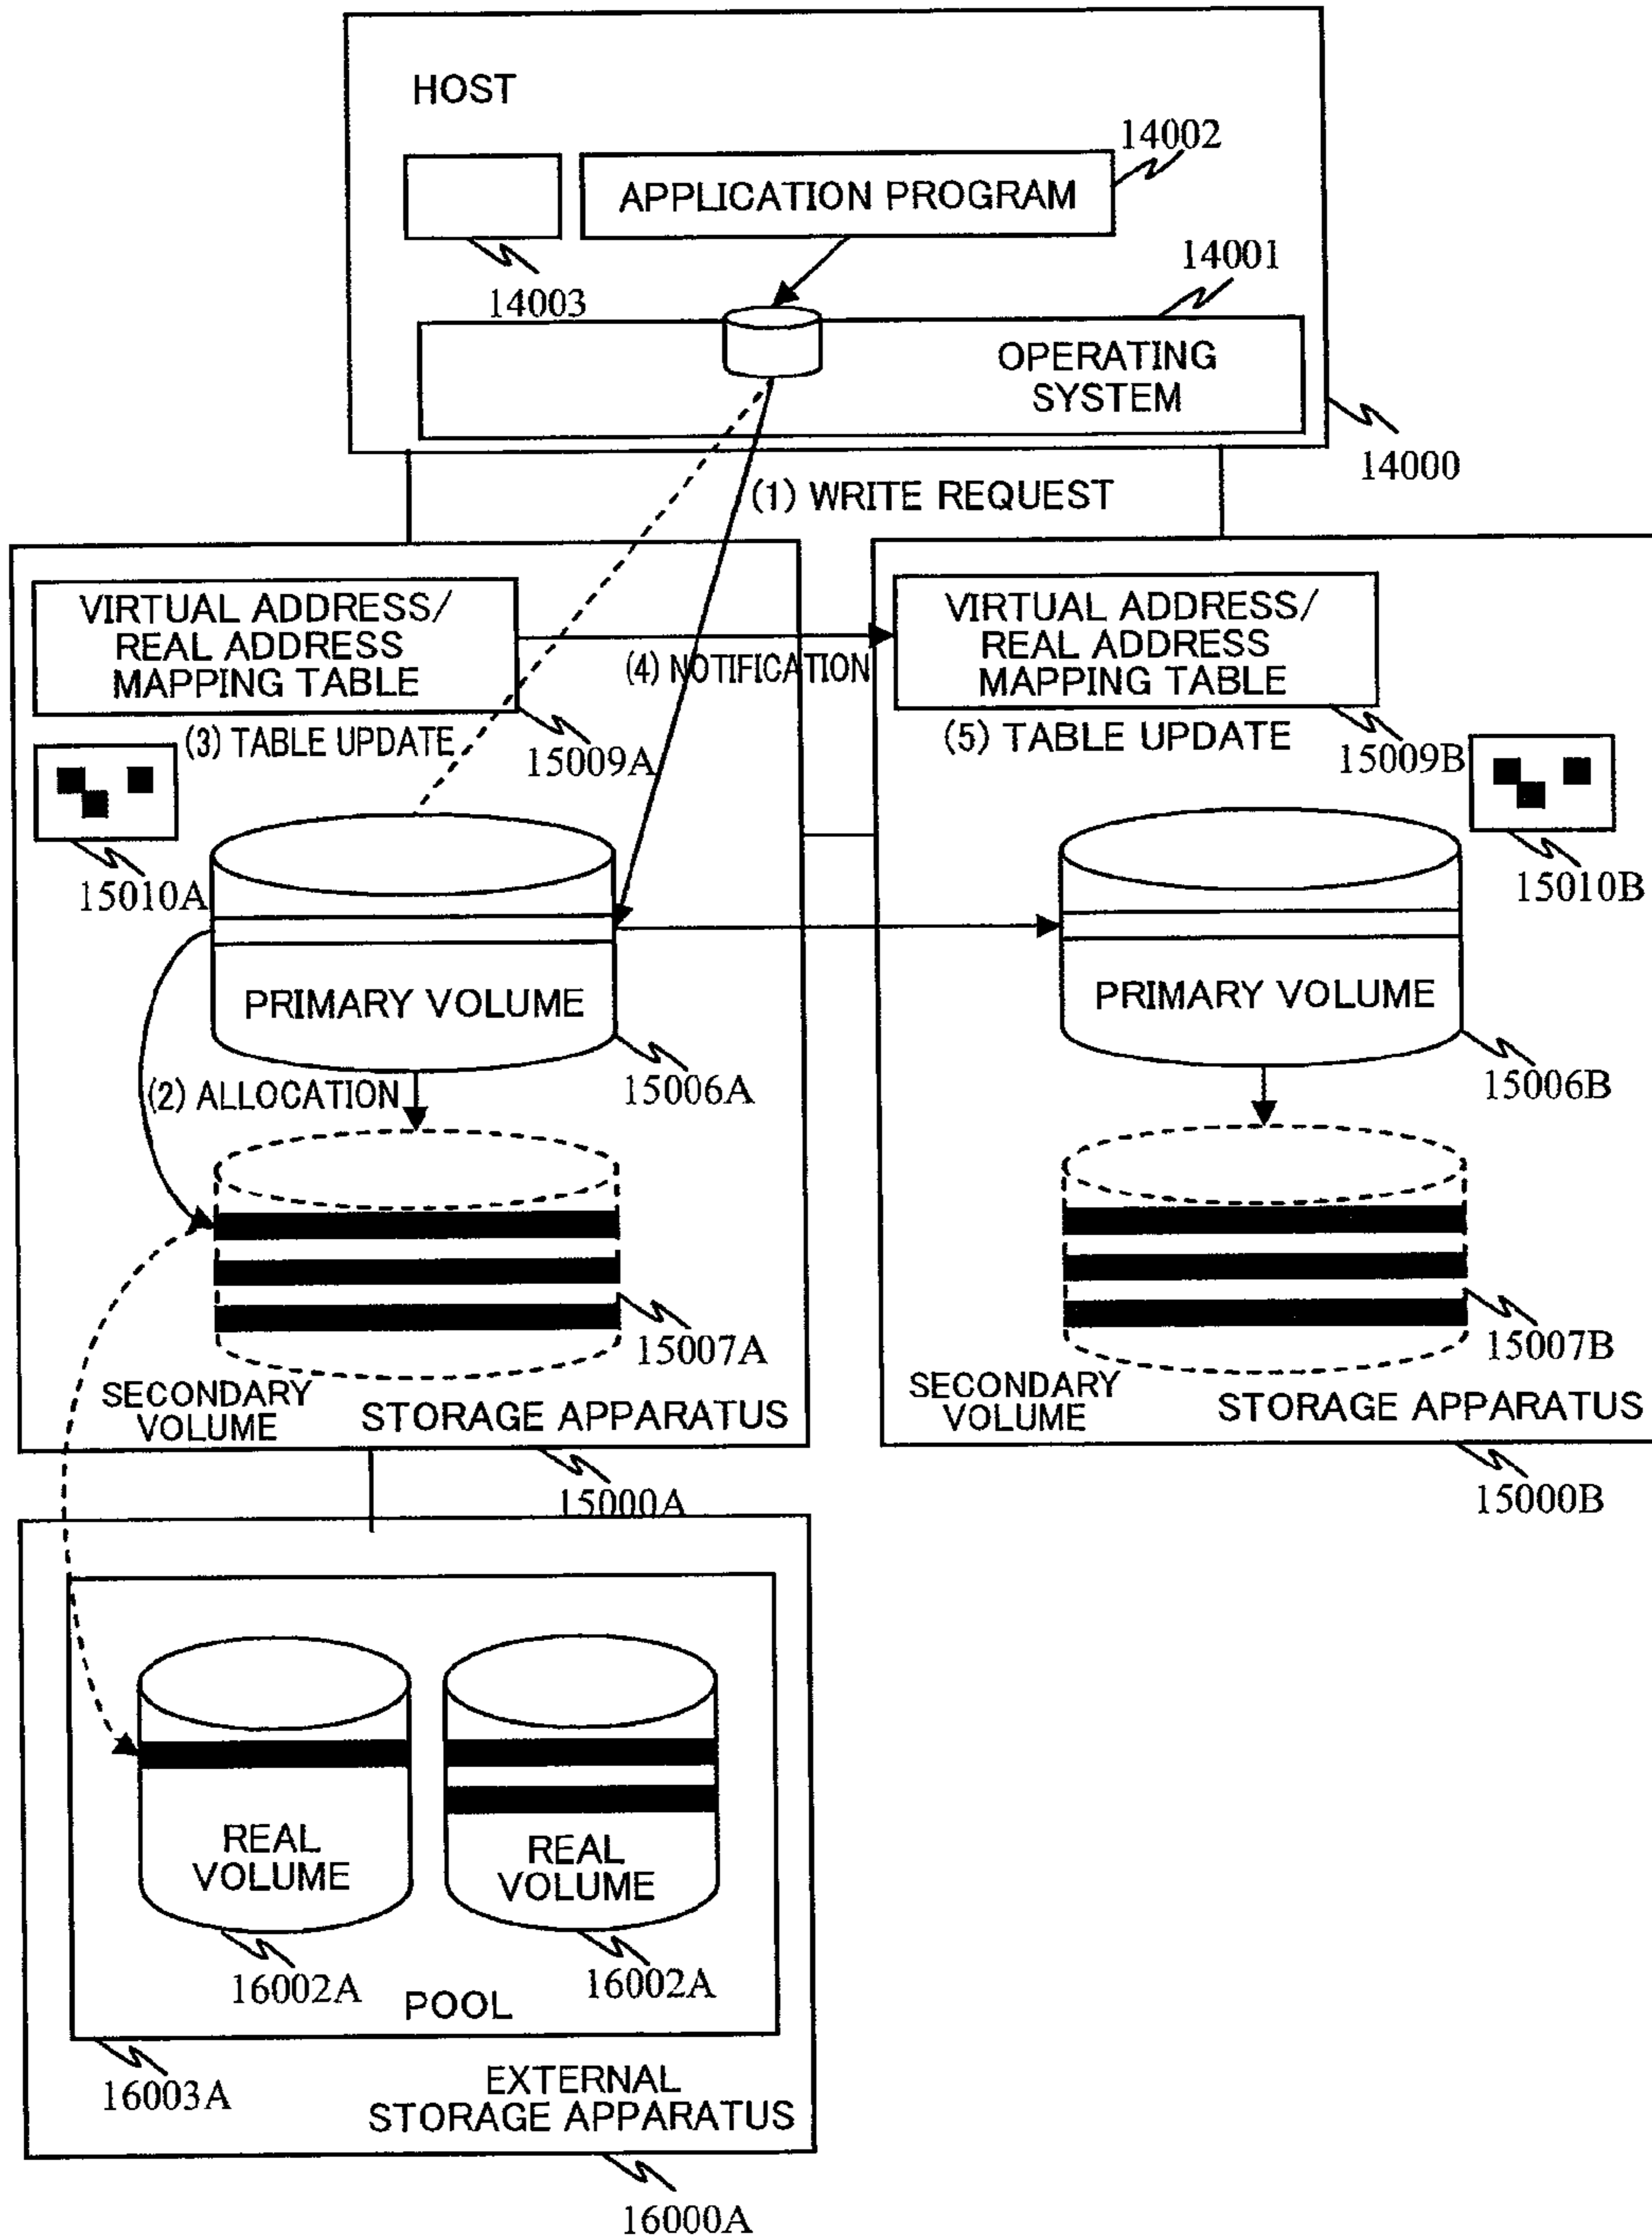 HOST
14002
APPLICATION PROGRAM
14003
14001
OPERATING
SYSTEM
14000
(1) WRITE REQUEST
VIRTUAL ADDRESS/
REAL ADDRESS
MAPPING TABLE
(4) NOTIFICATION
VIRTUAL ADDRESS/
REAL ADDRESS
MAPPING TABLE
(3) TABLE UPDATE
15009A
(5) TABLE UPDATE
15009B
15010A
15010B
PRIMARY VOLUME
PRIMARY VOLUME
(2) ALLOCATION
15006A
15006B
15007A
15007B
SECONDARY
VOLUME
STORAGE APPARATUS
SECONDARY
VOLUME
STORAGE APPARATUS
15000A
15000B
REAL
VOLUME
REAL
VOLUME
16002A
16002A
POOL
16003A
EXTERNAL
STORAGE APPARATUS
16000A